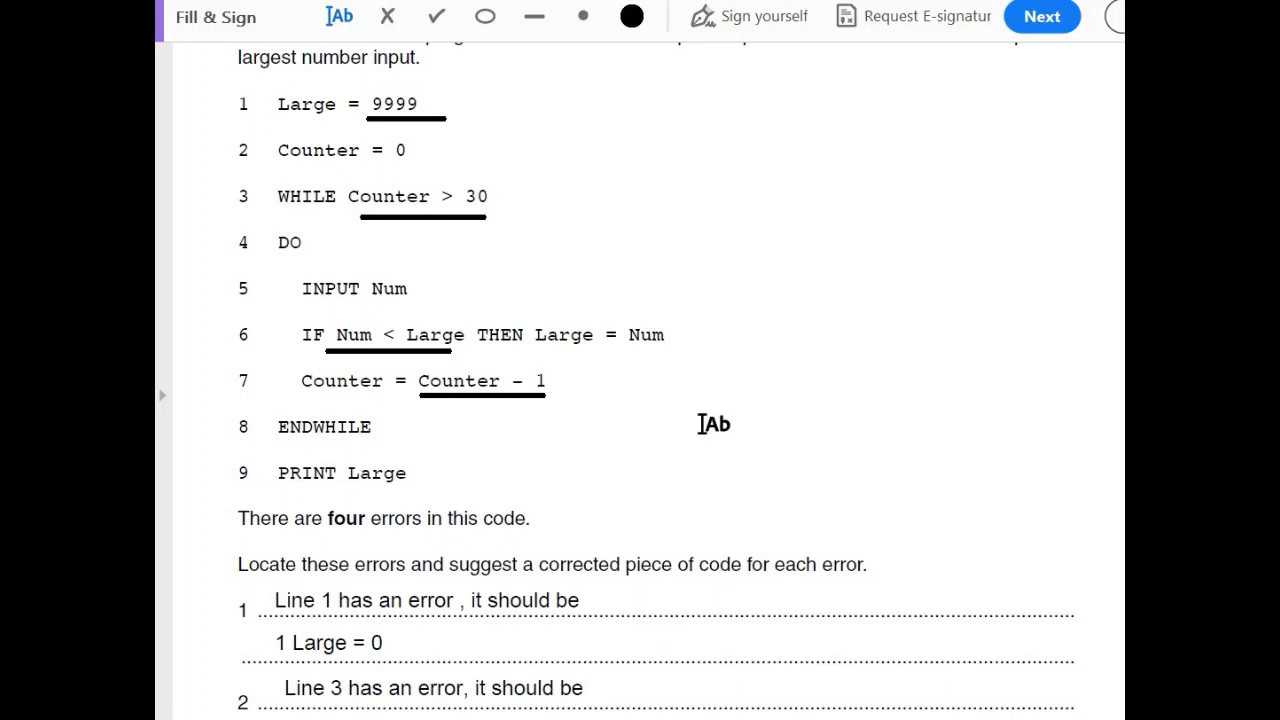 Fill & Sign Ab Sign yourself Request E-signatur Next
largest number input.
1 Large = 9999
2 Counter = 0
3 WHILE Counter > 30
4 DO
5 INPUT Num
6 IF Num < Large THEN Large = Num
7 Counter = Counter - 1
Ab
8 ENDWHILE
9 PRINT Large
There are four errors in this code.
Locate these errors and suggest a corrected piece of code for each error.
1 Line 1 has an error , it should be
1 Large = 0
2 Line 3 has an error, it should be